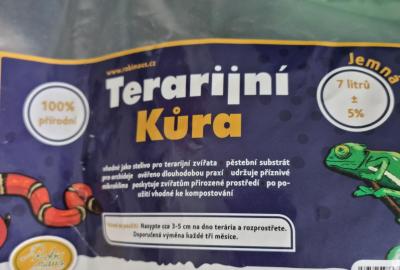 www.robimaus.cz
Terarijní
Kůra
Jemná
100%
přírodní
7 litrů
±
5%
vhodné jako stelivo pro terarijní zvířata pěstební substrát
pro orchideje ověřeno dlouhodobou praxí udržuje příznivé
mikroklima poskytuje zvířatům přirozené prostředí po po-
užití vhodné ke kompostování
Návod na použití: Nasypte cca 3-5 cm na dno terária a rozprostřete.
Doporučená výměna každé tři měsíce.